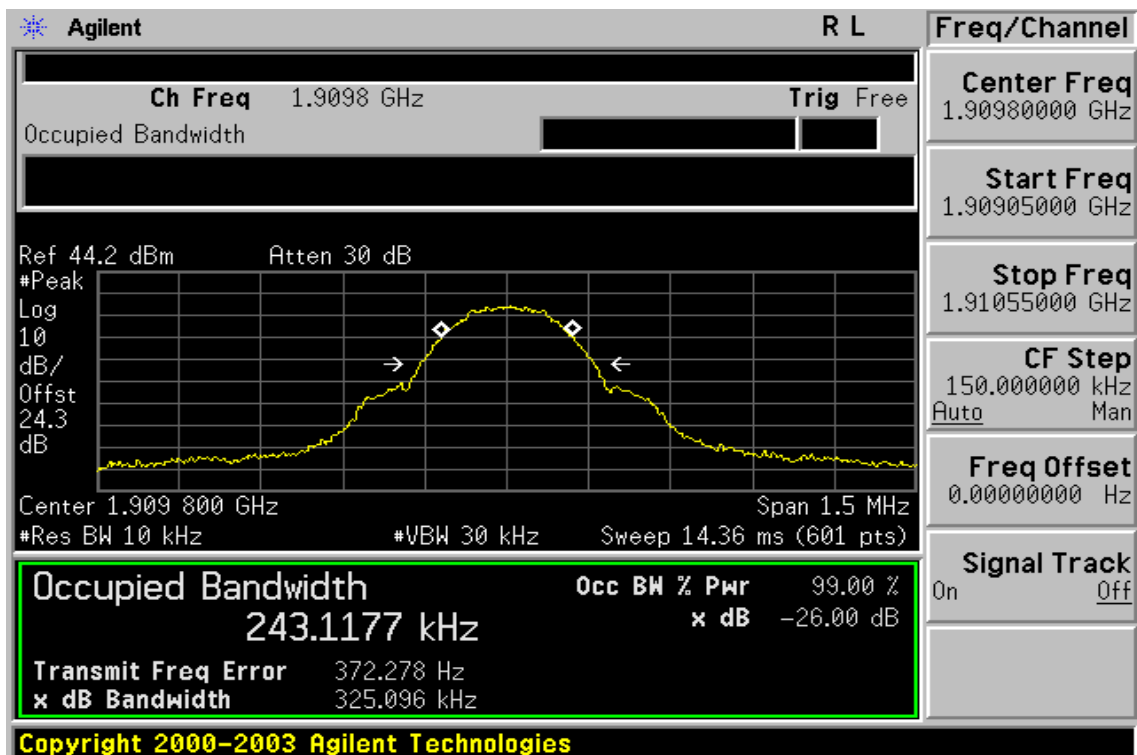 Agilent R L
Ch Freq 1.9098 GHz Trig Free
Occupied Bandwidth
Ref 44.2 dBm Atten 30 dB
#Peak
Log
10
dB/
Offst
24.3
dB
Center 1.909 800 GHz Span 1.5 MHz
#Res BW 10 kHz #VBW 30 kHz Sweep 14.36 ms (601 pts)
Occupied Bandwidth Occ BW % Pwr 99.00 %
243.1177 kHz x dB -26.00 dB
Transmit Freq Error 372.278 Hz
x dB Bandwidth 325.096 kHz
Copyright 2000-2003 Agilent Technologies
Freq/Channel
Center Freq
1.90980000 GHz
Start Freq
1.90905000 GHz
Stop Freq
1.91055000 GHz
CF Step
150.000000 kHz
Auto Man
Freq Offset
0.00000000 Hz
Signal Track
On Off